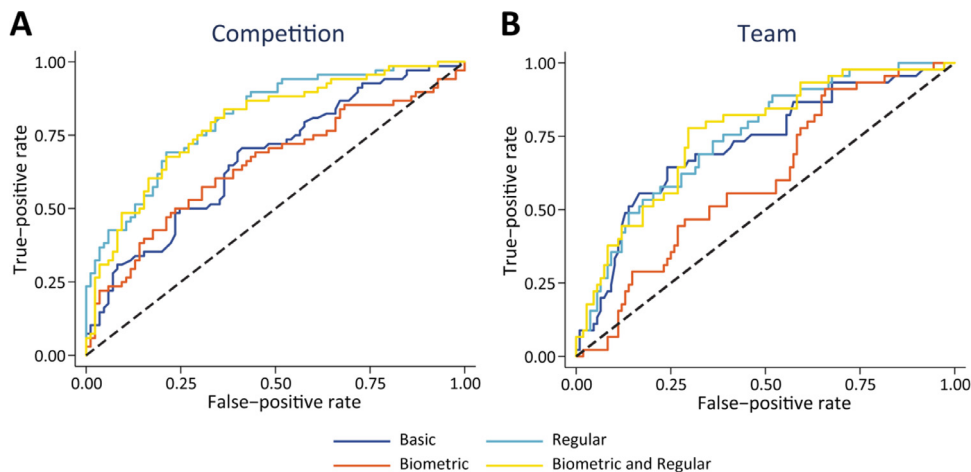 A
Competition
True-positive rate
1.00
0.75
0.50
0.25
0.00
0.00 0.25 0.50 0.75 1.00
False-positive rate
B
Team
True-positive rate
1.00
0.75
0.50
0.25
0.00
0.00 0.25 0.50 0.75 1.00
False-positive rate
Basic
Regular
Biometric
Biometric and Regular